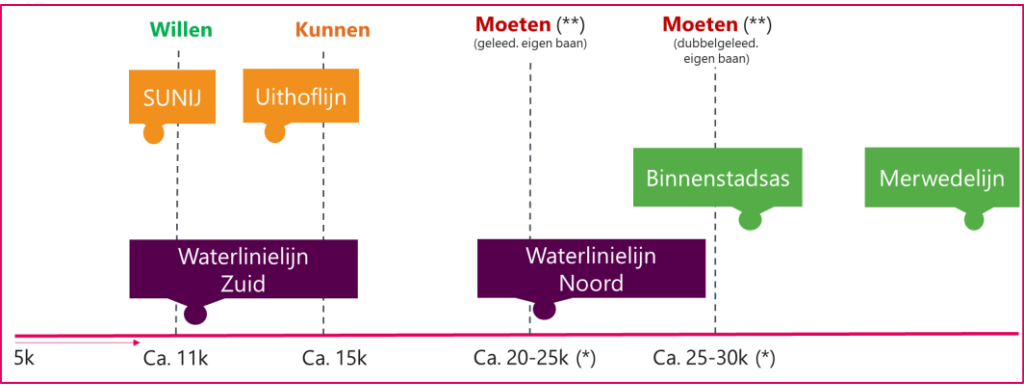 Willen
Kunnen
Moeten (**)
(geleed. eigen baan)
Moeten (**)
(dubbelgeleed.
eigen baan)
SUNIJ
Uithoflijn
Binnenstadsas
Merwedelijn
Waterlinielijn
Zuid
Waterlinielijn
Noord
5k
Ca. 11k
Ca. 15k
Ca. 20-25k (*)
Ca. 25-30k (*)